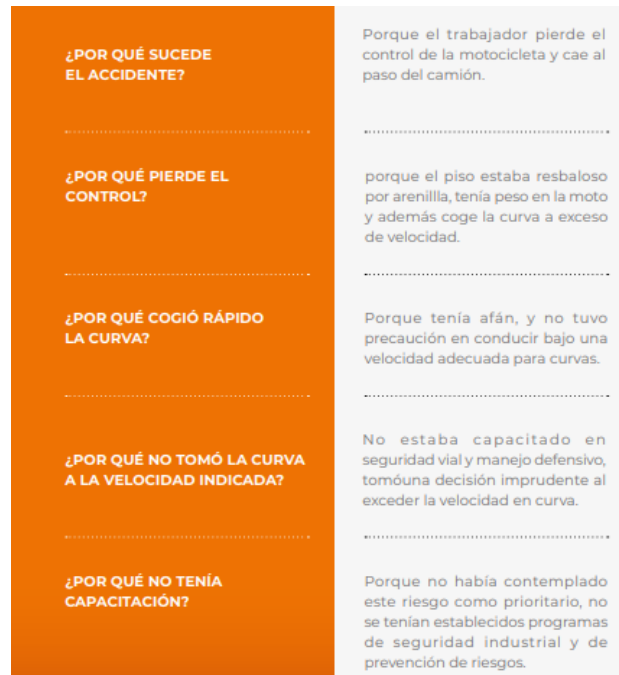 ¿POR QUÉ SUCEDE
EL ACCIDENTE?
Porque el trabajador pierde el
control de la motocicleta y cae al
paso del camión.
¿POR QUÉ PIERDE EL
CONTROL?
porque el piso estaba resbaloso
por arenillla, tenía peso en la moto
y además coge la curva a exceso
de velocidad.
¿POR QUÉ COGIÓ RÁPIDO
LA CURVA?
Porque tenía afán, y no tuvo
precaución en conducir bajo una
velocidad adecuada para curvas.
¿POR QUÉ NO TOMÓ LA CURVA
A LA VELOCIDAD INDICADA?
No estaba capacitado en
seguridad vial y manejo defensivo,
tomóuna decisión imprudente al
exceder la velocidad en curva.
¿POR QUÉ NO TENÍA
CAPACITACIÓN?
Porque no había contemplado
este riesgo como prioritario, no
se tenían establecidos programas
de seguridad industrial y de
prevención de riesgos.